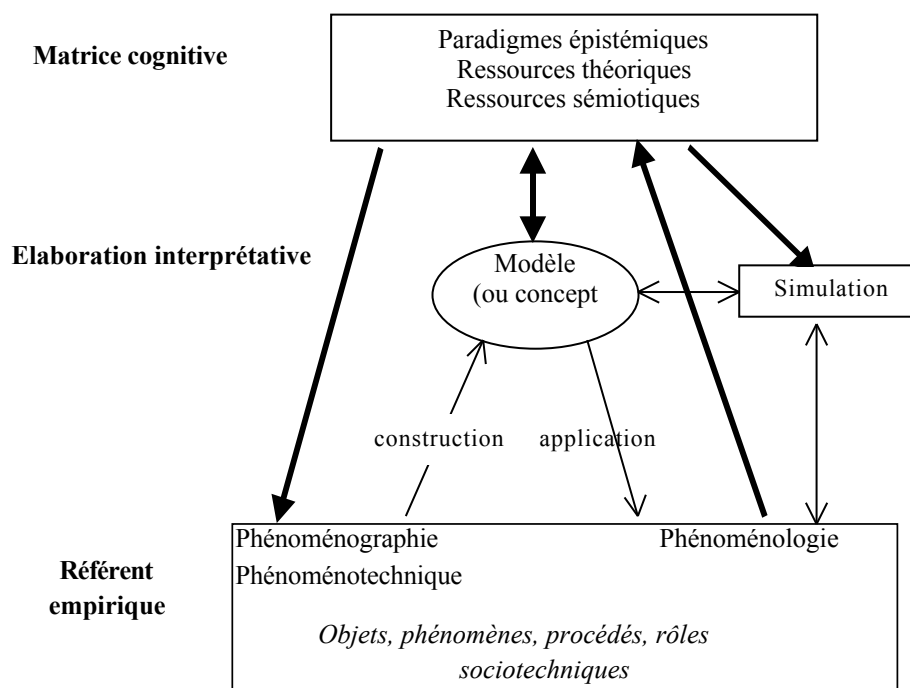 Matrice cognitive
Paradigmes épistémiques
Ressources théoriques
Ressources sémiotiques
Elaboration interprétative
Modèle
(ou concept
Simulation
construction
application
Référent
empirique
Phénoménographie
Phénoménologie
Phénoménotechnique
Objets, phénomènes, procédés, rôles
sociotechniques